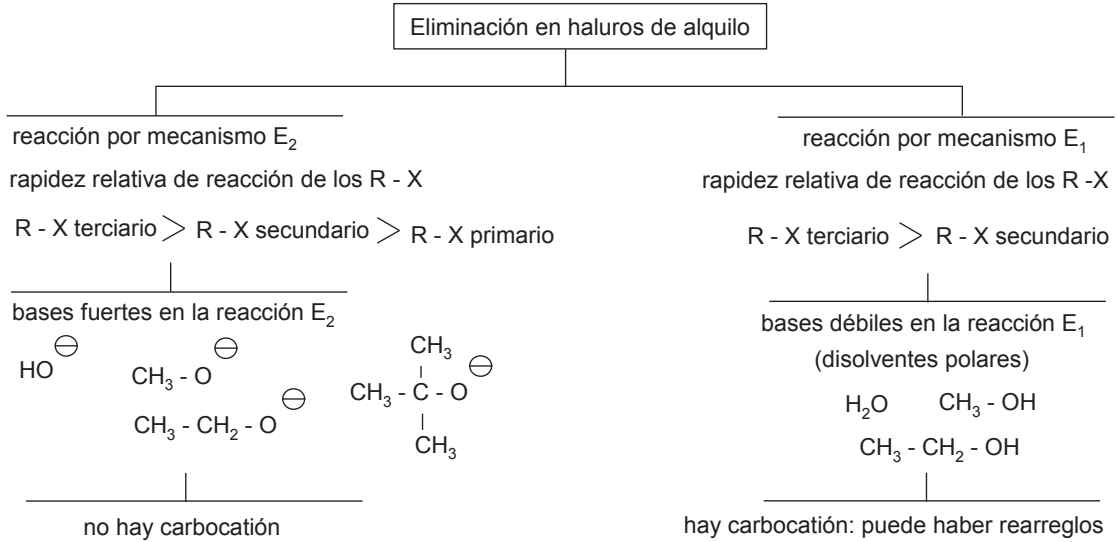 Eliminación en haluros de alquilo
reacción por mecanismo E₂
rapidez relativa de reacción de los R - X
R - X terciario > R - X secundario > R - X primario
bases fuertes en la reacción E₂
HO⊖
CH₃ - O⊖
CH₃ - CH₂ - O⊖
CH₃
CH₃ - C - O⊖
CH₃
no hay carbocatión
reacción por mecanismo E₁
rapidez relativa de reacción de los R -X
R - X terciario > R - X secundario
bases débiles en la reacción E₁
(disolventes polares)
H₂O CH₃ - OH
CH₃ - CH₂ - OH
hay carbocatión: puede haber rearreglos